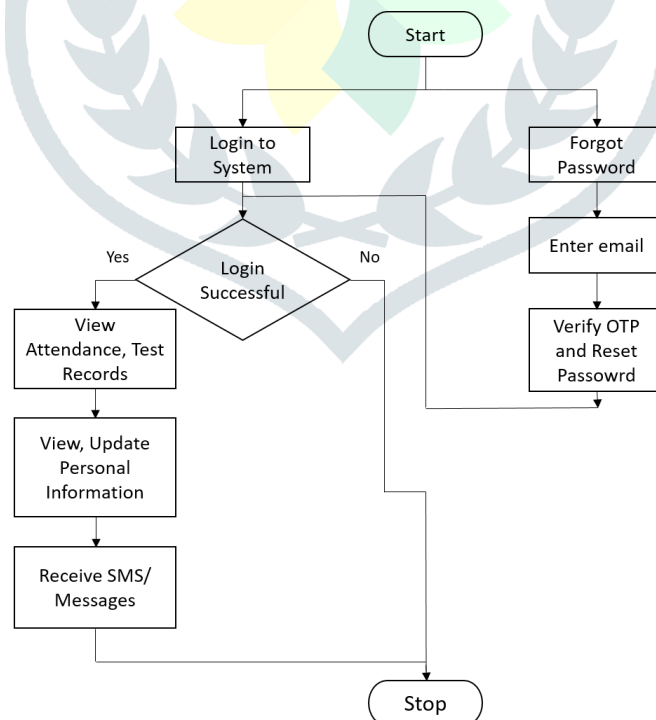 Start
Login to
System
Forgot
Password
Enter email
Yes
No
Login
Successful
View
Attendance, Test
Records
Verify OTP
and Reset
Passowrd
View, Update
Personal
Information
Receive SMS/
Messages
Stop